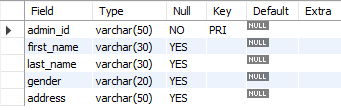 Field Type Null Key Default Extra
admin_id varchar(50) NO PRI NULL
first_name varchar(30) YES NULL
last_name varchar(30) YES NULL
gender varchar(20) YES NULL
address varchar(50) YES NULL